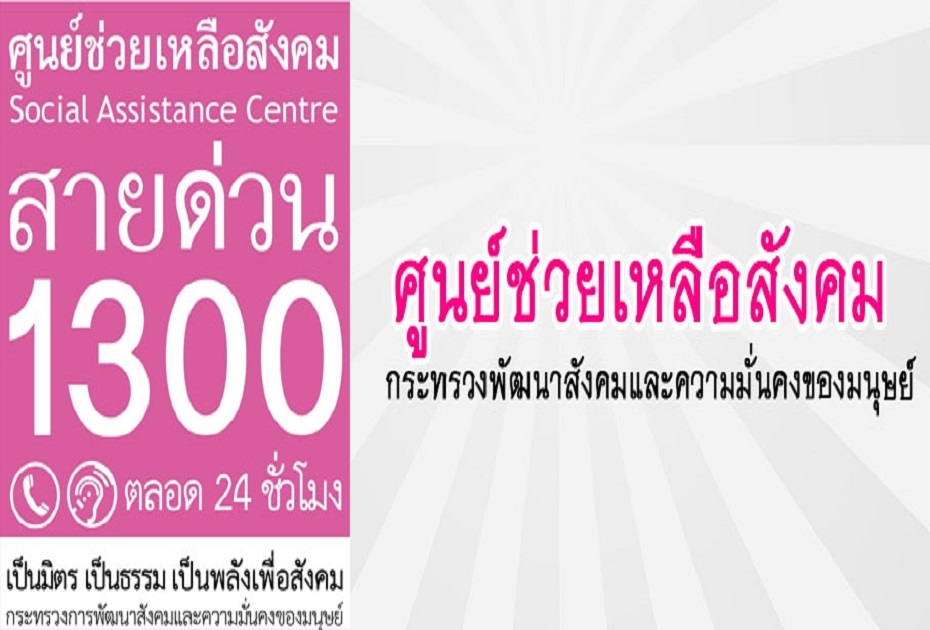 ศูนย์ช่วยเหลือสังคม
Social Assistance Centre
สายด่วน
1300
ตลอด 24 ชั่วโมง
เป็นมิตร เป็นธรรม เป็นพลังเพื่อสังคม
กระทรวงการพัฒนาสังคมและความมั่นคงของมนุษย์
ศูนย์ช่วยเหลือสังคม
กระทรวงพัฒนาสังคมและความมั่นคงของมนุษย์